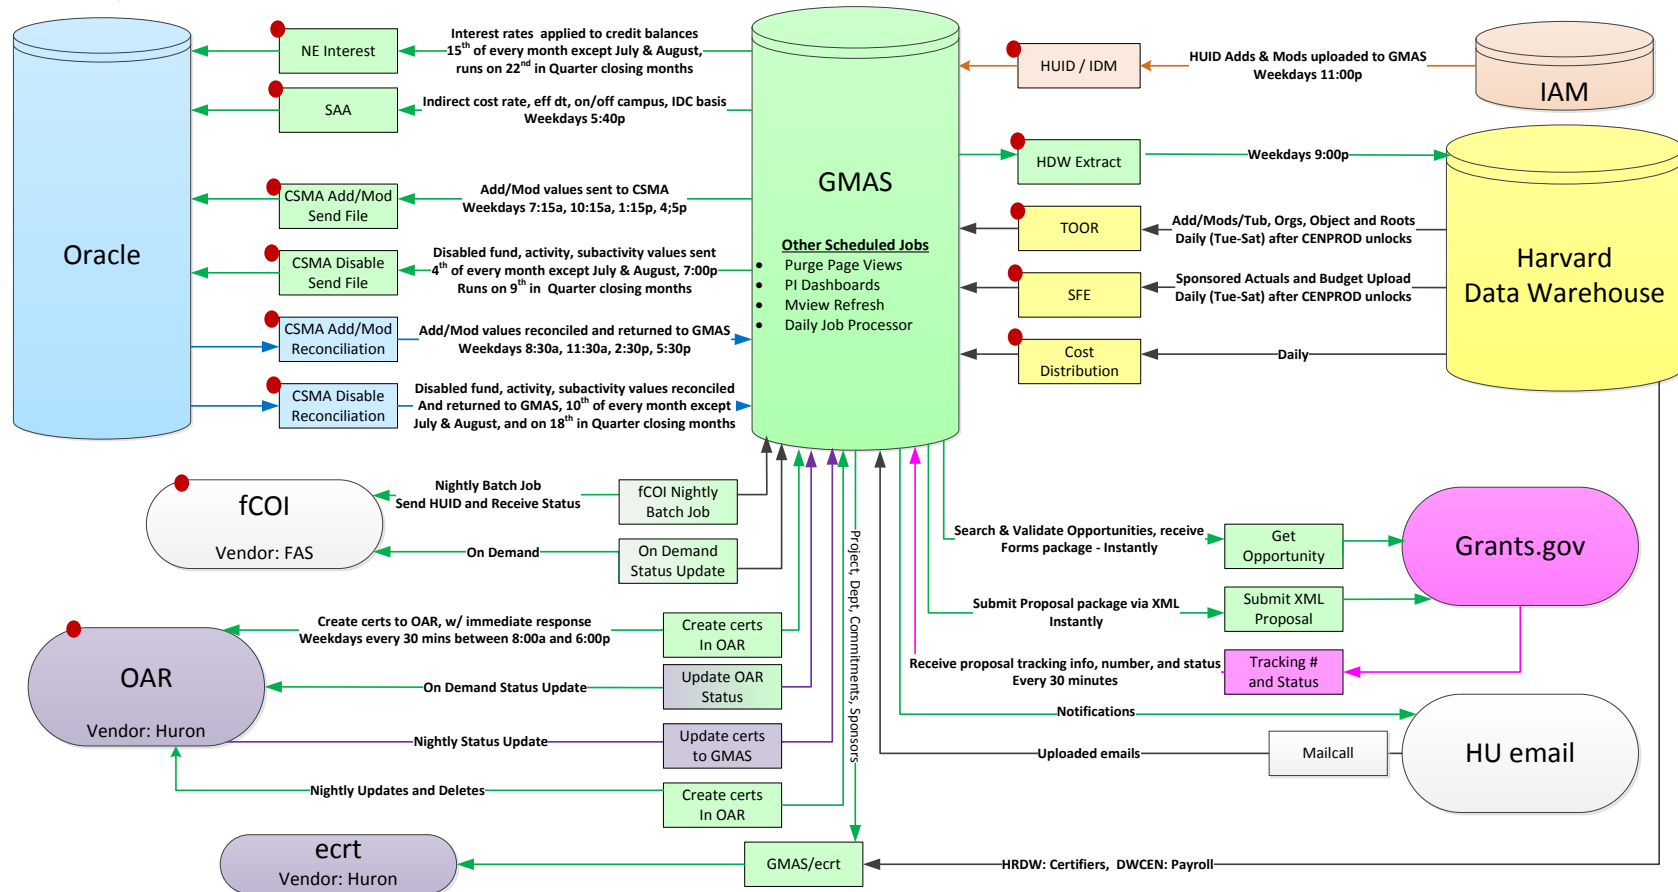 Oracle
NE Interest
Interest rates  applied to credit balances
15th of every month except July & August,
runs on 22nd in Quarter closing months
SAA
Indirect cost rate, eff dt, on/off campus, IDC basis
Weekdays 5:40p
CSMA Add/Mod
Send File
Add/Mod values sent to CSMA
Weekdays 7:15a, 10:15a, 1:15p, 4;5p
CSMA Disable
Send File
Disabled fund, activity, subactivity values sent
4th of every month except July & August, 7:00p
Runs on 9th in  Quarter closing months
CSMA Add/Mod
Reconciliation
Add/Mod values reconciled and returned to GMAS
Weekdays 8:30a, 11:30a, 2:30p, 5:30p
CSMA Disable
Reconciliation
Disabled fund, activity, subactivity values reconciled
And returned to GMAS, 10th of every month except
July & August, and on 18th in Quarter closing months
GMAS
Other Scheduled Jobs
• Purge Page Views
• PI Dashboards
• Mview Refresh
• Daily Job Processor
HUID / IDM
HUID Adds & Mods uploaded to GMAS
Weekdays 11:00p
IAM
HDW Extract
Weekdays 9:00p
TOOR
Add/Mods/Tub, Orgs, Object and Roots
Daily (Tue-Sat) after CENPROD unlocks
SFE
Sponsored Actuals and Budget Upload
Daily (Tue-Sat) after CENPROD unlocks
Cost
Distribution
Daily
Harvard
Data Warehouse
fCOI
Vendor: FAS
Nightly Batch Job
Send HUID and Receive Status
fCOI Nightly
Batch Job
On Demand
On Demand
Status Update
OAR
Vendor: Huron
Create certs to OAR, w/ immediate response
Weekdays every 30 mins between 8:00a and 6:00p
Create certs
In OAR
On Demand Status Update
Update OAR
Status
Nightly Status Update
Update certs
to GMAS
Nightly Updates and Deletes
Create certs
In OAR
Project, Dept, Commitments, Sponsors
ecrt
Vendor: Huron
GMAS/ecrt
HRDW: Certifiers,  DWCEN: Payroll
Search & Validate Opportunities, receive
Forms package - Instantly
Get
Opportunity
Grants.gov
Submit Proposal package via XML
Instantly
Submit XML
Proposal
Receive proposal tracking info, number, and status
Every 30 minutes
Tracking #
and Status
Notifications
Uploaded emails
Mailcall
HU email